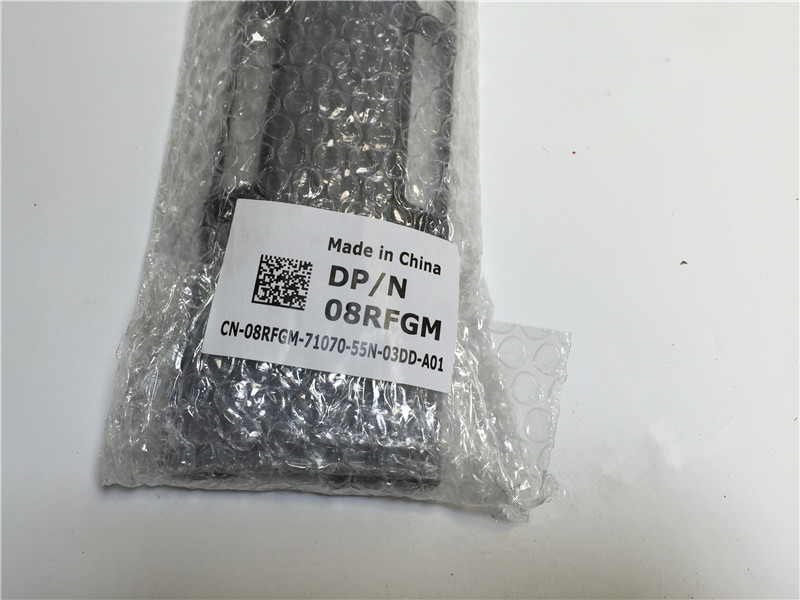 Made in China
DP/N
08RFGM
CN-08RFGM-71070-55N-03DD-A01